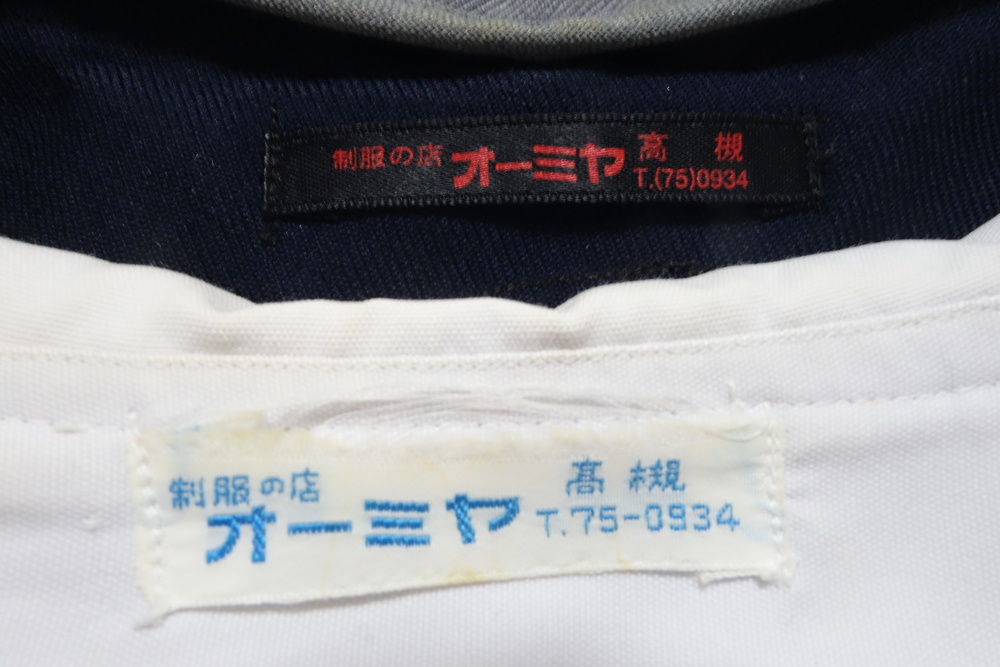 制服の店 オーミヤ 高槻
T.(75)0934
制服の店 高槻
オーミヤ T.75-0934